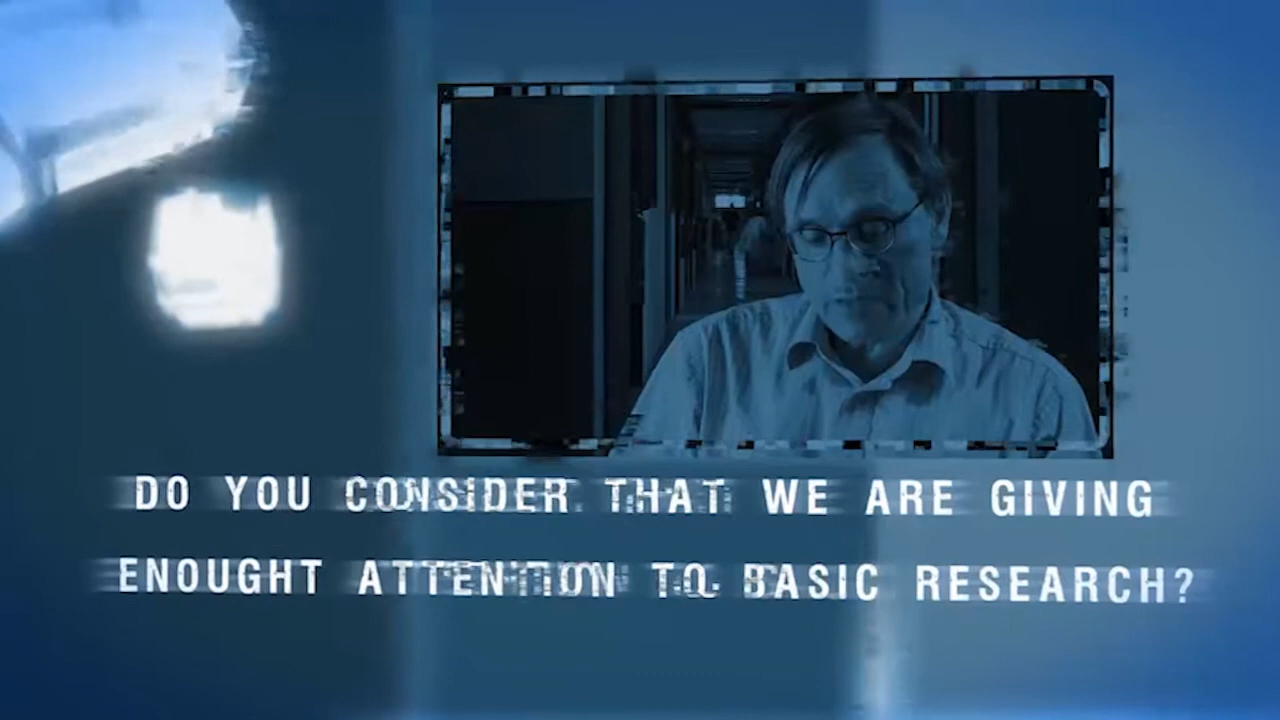 DO YOU CONSIDER THAT WE ARE GIVING
ENOUGHT ATTENTION TO BASIC RESEARCH?